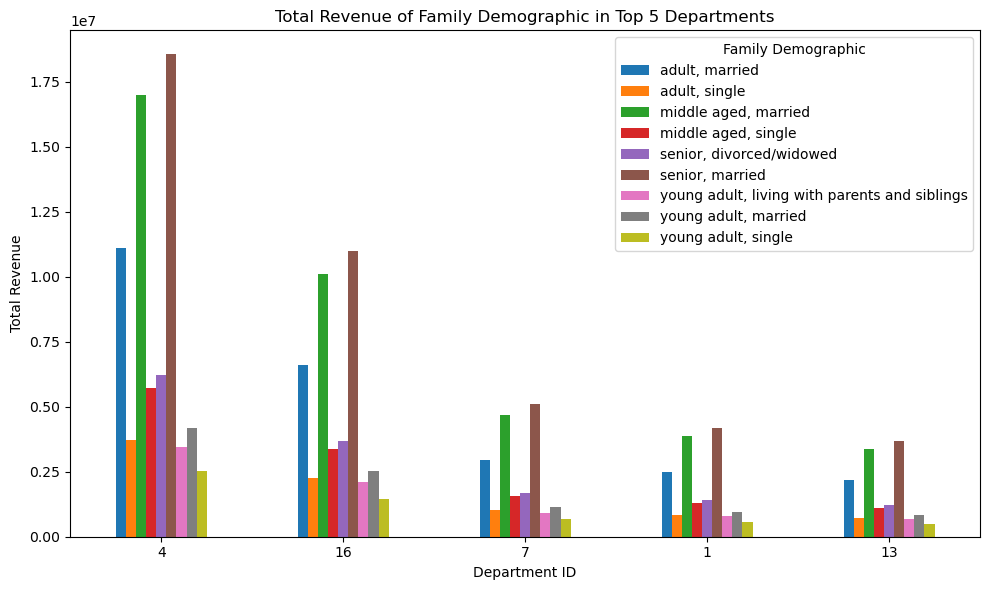 Total Revenue of Family Demographic in Top 5 Departments
1e7
Family Demographic
adult, married
adult, single
middle aged, married
middle aged, single
senior, divorced/widowed
senior, married
young adult, living with parents and siblings
young adult, married
young adult, single
Total Revenue
1.75
1.50
1.25
1.00
0.75
0.50
0.25
0.00
4 16 7 1 13
Department ID